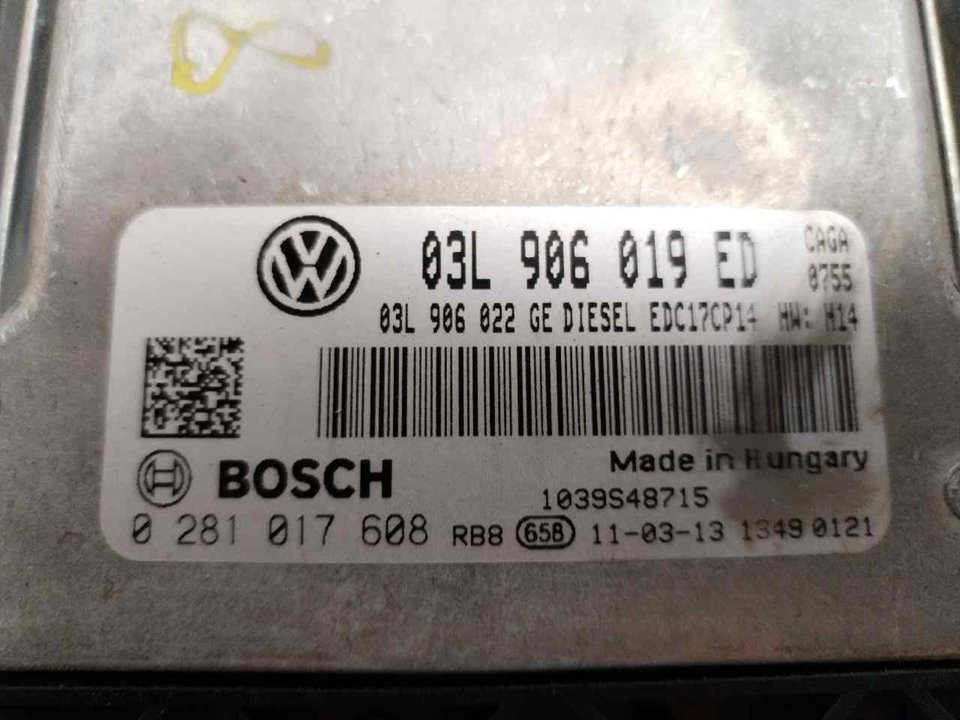 03L 906 019 ED CAGA
0755
03L 906 022 GE DIESEL EDC17CP14 HW: H14
Made in Hungary
BOSCH
1039S48715
0 281 017 608 RB8 65B 11-03-13 1349 0121